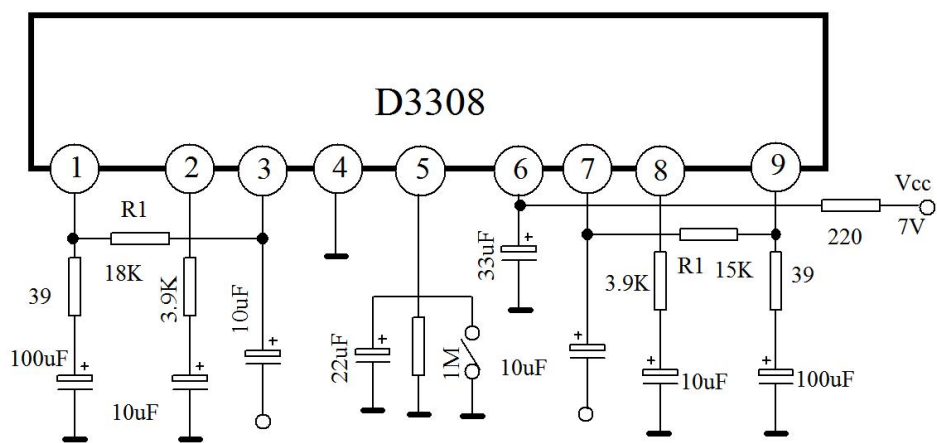 D3308
1 2 3 4 5 6 7 8 9
R1
18K
39
3.9K
10uF
100uF
10uF
22uF
1M
33uF
10uF
Vcc
7V
220
R1
15K
3.9K
39
10uF
100uF
+
+
+
+
+
+
+
+